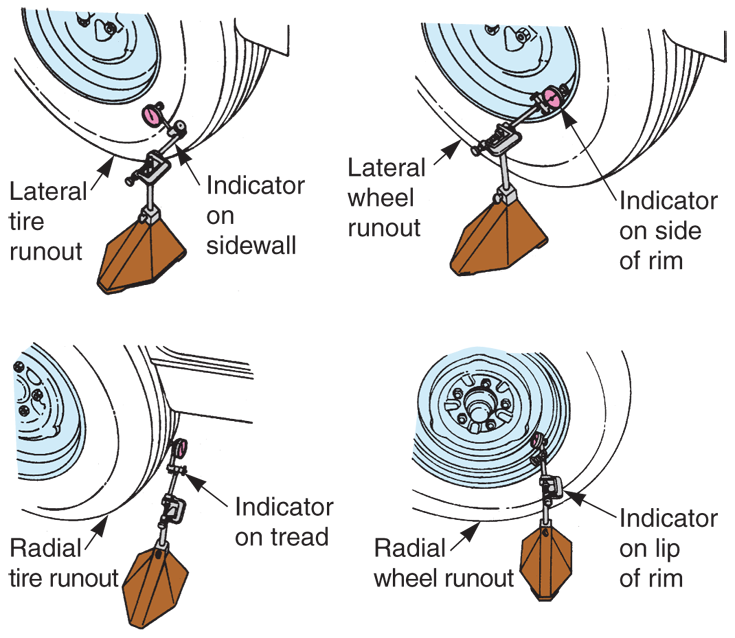 Lateral
tire
runout
Indicator
on
sidewall
Lateral
wheel
runout
Indicator
on side
of rim
Radial
tire runout
Indicator
on tread
Radial
wheel runout
Indicator
on lip
of rim